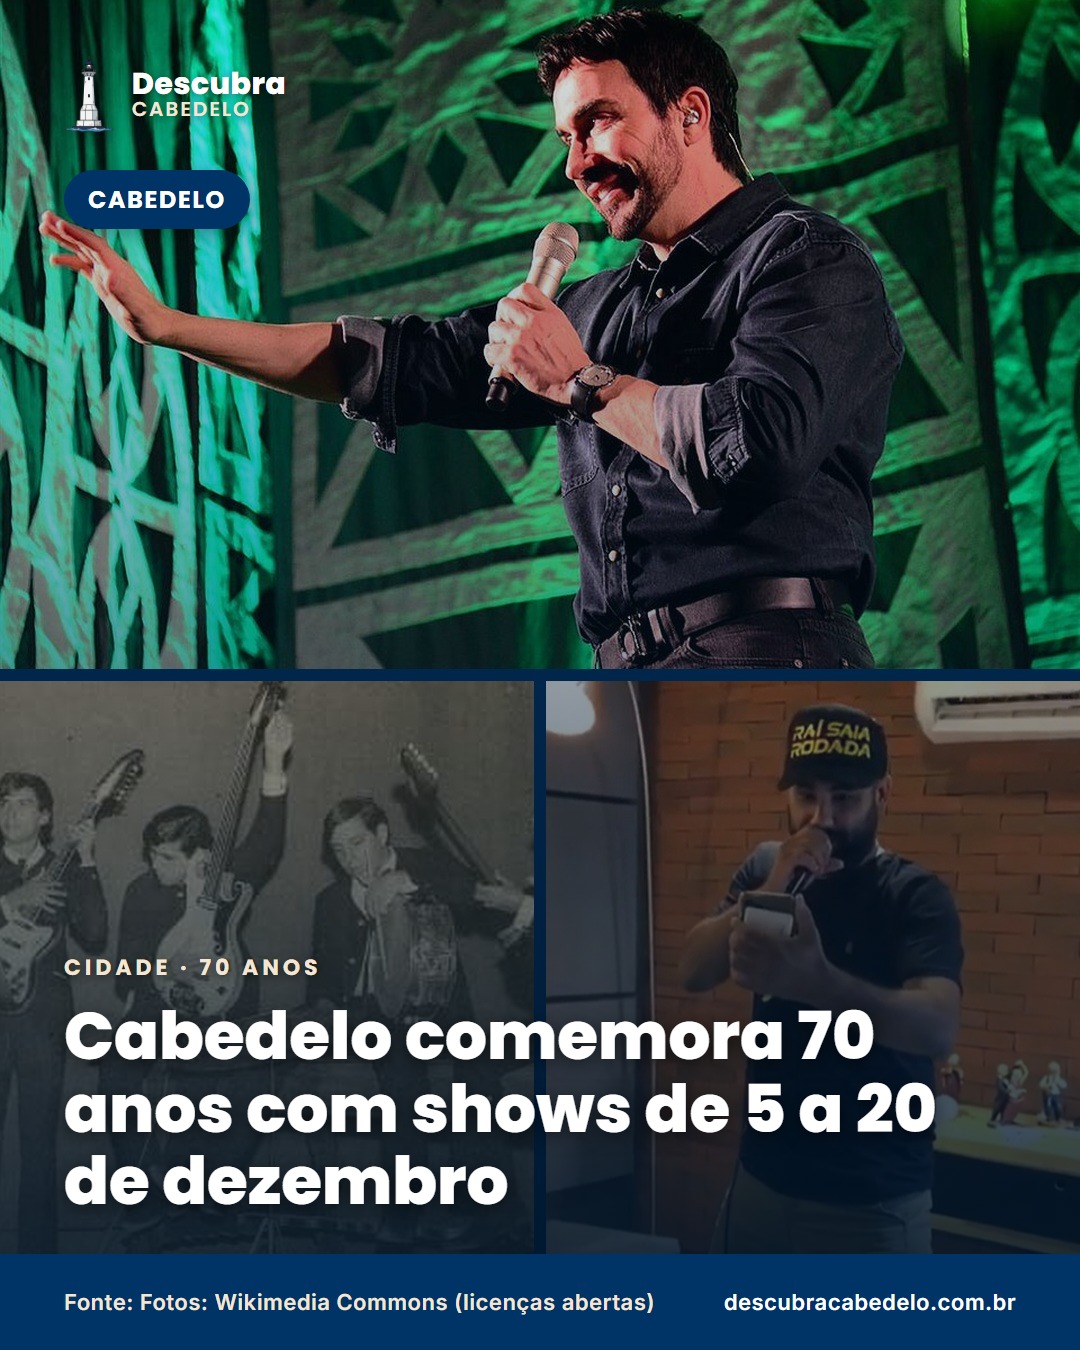 Descubra
CABEDELO
CABEDELO
RAÍ SAIA
RODADA
CIDADE · 70 ANOS
Cabedelo comemora 70
anos com shows de 5 a 20
de dezembro
Fonte: Fotos: Wikimedia Commons (licenças abertas)
descubracabedelo.com.br